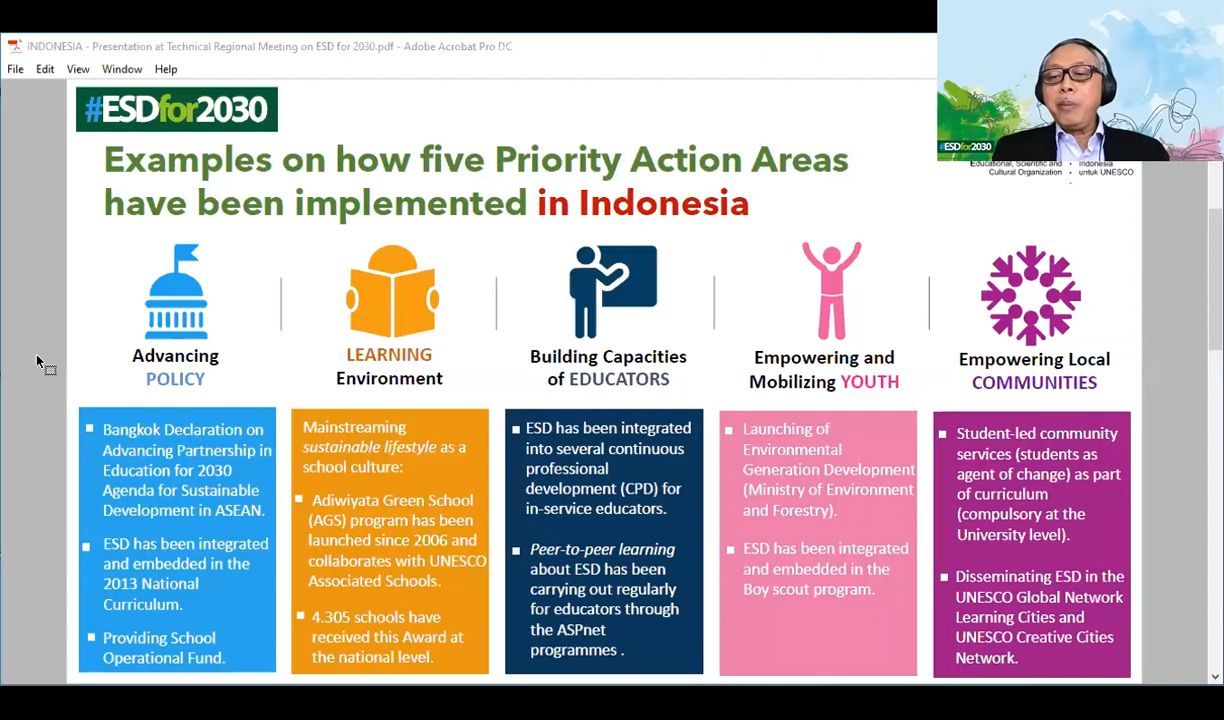 INDONESIA - Presentation at Technical Regional Meeting on ESD for 2030.pdf - Adobe Acrobat Pro DC
File Edit View Window Help
#ESDfor2030
#ESDfor2030
Educational, Scientific and
Cultural Organization
Indonesia
untuk UNESCO
Examples on how five Priority Action Areas
have been implemented in Indonesia
Advancing
POLICY
Bangkok Declaration on
Advancing Partnership in
Education for 2030
Agenda for Sustainable
Development in ASEAN.
ESD has been integrated
and embedded in the
2013 National
Curriculum.
Providing School
Operational Fund.
LEARNING
Environment
Mainstreaming
sustainable lifestyle as a
school culture:
Adiwiyata Green School
(AGS) program has been
launched since 2006 and
collaborates with UNESCO
Associated Schools.
4.305 schools have
received this Award at
the national level.
Building Capacities
of EDUCATORS
ESD has been integrated
into several continuous
professional
development (CPD) for
in-service educators.
Peer-to-peer learning
about ESD has been
carrying out regularly
for educators through
the ASPnet
programmes .
Empowering and
Mobilizing YOUTH
Launching of
Environmental
Generation Development
(Ministry of Environment
and Forestry).
ESD has been integrated
and embedded in the
Boy scout program.
Empowering Local
COMMUNITIES
Student-led community
services (students as
agent of change) as part
of curriculum
(compulsory at the
University level).
Disseminating ESD in the
UNESCO Global Network
Learning Cities and
UNESCO Creative Cities
Network.